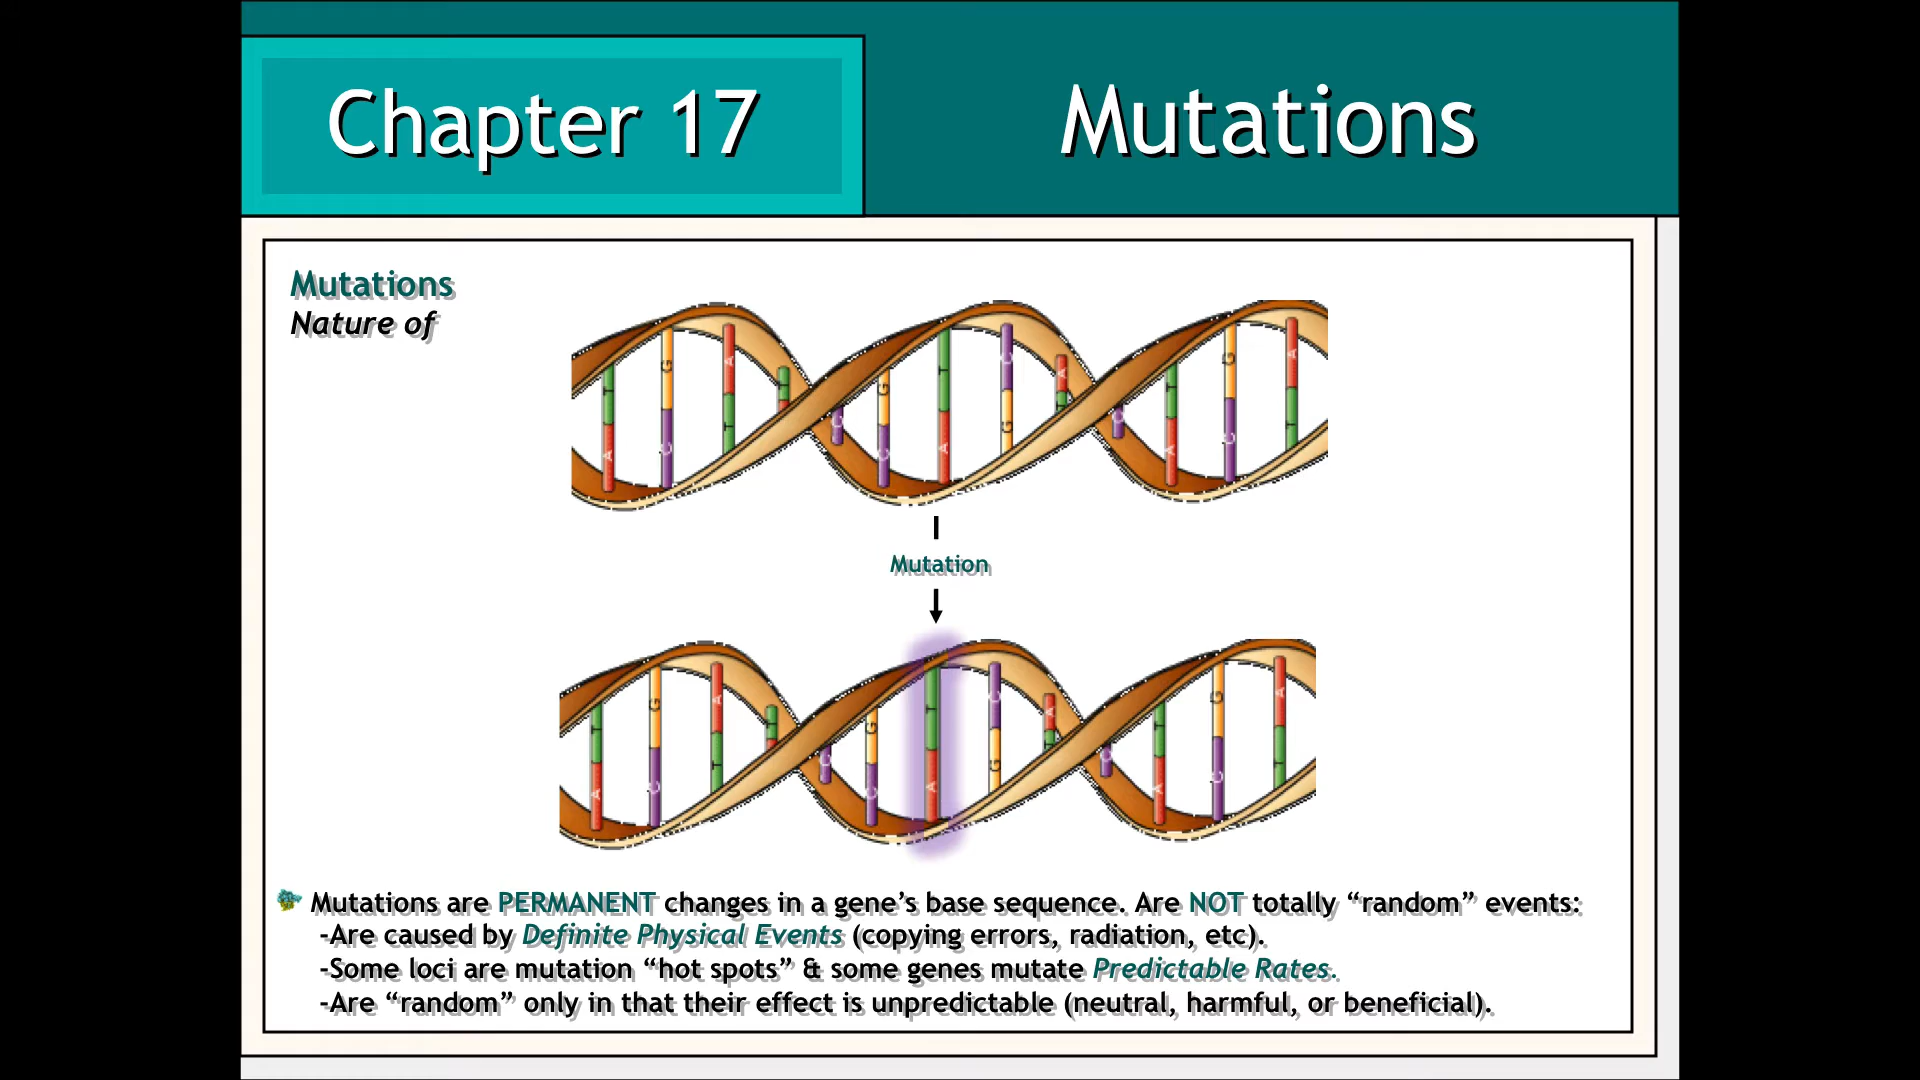 Chapter 17
Mutations
Mutations
Nature of
T G A T G T C A T G A
A C T C C A G T C A C T
Mutation
T G A T G T C A T G A
A C T C C A G T C A C T
Mutations are PERMANENT changes in a gene’s base sequence. Are NOT totally “random” events:
-Are caused by Definite Physical Events (copying errors, radiation, etc).
-Some loci are mutation “hot spots” & some genes mutate Predictable Rates.
-Are “random” only in that their effect is unpredictable (neutral, harmful, or beneficial).